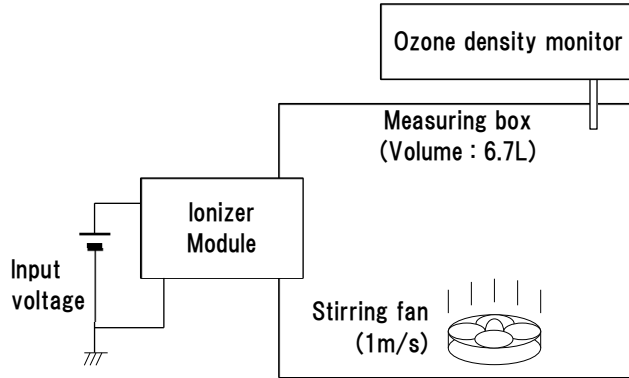 Ozone density monitor
Measuring box
(Volume : 6.7L)
Ionizer
Module
Input
voltage
Stirring fan
(1m/s)